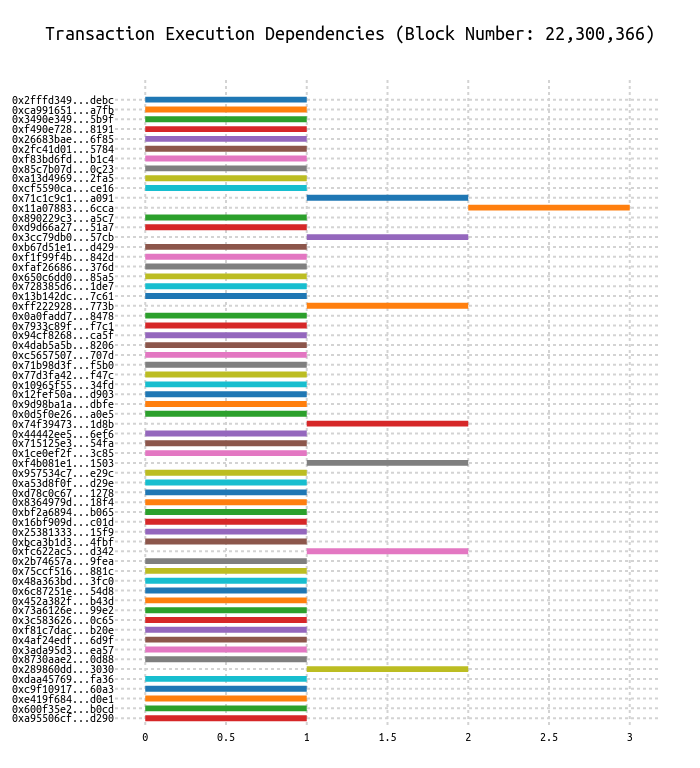 Transaction Execution Dependencies (Block Number: 22,300,366)
0x2fffd349...debc
0xca991651...a7fb
0x3490e349...5b9f
0xf490e728...8191
0x26683bae...6f85
0x2fc41d01...5784
0xf83bd6fd...b1c4
0x85c7b07d...0c23
0xa13d4969...2fa5
0xcf5590ca...ce16
0x71c1c9c1...a091
0x11a07883...6cca
0x890229c3...a5c7
0xd9d66a27...51a7
0x3cc79db0...57cb
0xb67d51e1...d429
0xf1f99f4b...842d
0xfaf26686...376d
0x650c6dd0...85a5
0x728385d6...1de7
0x13b142dc...7c61
0xff222928...773b
0x0a0fadd7...8478
0x7933c89f...f7c1
0x94cf8268...ca5f
0x4dab5a5b...8206
0xc5657507...707d
0x71b98d3f...f5b0
0x77d3fa42...f47c
0x10965f55...34fd
0x12fef50a...d903
0x9d98ba1a...dbfe
0x0d5f0e26...a0e5
0x74f39473...1d8b
0x44442ee5...6ef6
0x715125e3...54fa
0x1ce0ef2f...3c85
0xf4b081e1...1503
0x957534c7...e29c
0xa53d8f0f...d29e
0xd78c0c67...1278
0x8364979d...18f4
0xbf2a6894...b065
0x16bf909d...c01d
0x25381333...15f9
0xbca3b1d3...4fbf
0xfc622ac5...d342
0x2b74657a...9fea
0x75ccf516...881c
0x48a363bd...3fc0
0x6c87251e...54d8
0x452a382f...b43d
0x73a6126e...99e2
0x3c583626...0c65
0xf81c7dac...b20e
0x4af24edf...6d9f
0x3ada95d3...ea57
0x8730aae2...0d88
0x289860dd...3030
0xdaa45769...fa36
0xc9f10917...60a3
0xe419f684...d0e1
0x600f35e2...b0cd
0xa95506cf...d290
0 0.5 1 1.5 2 2.5 3